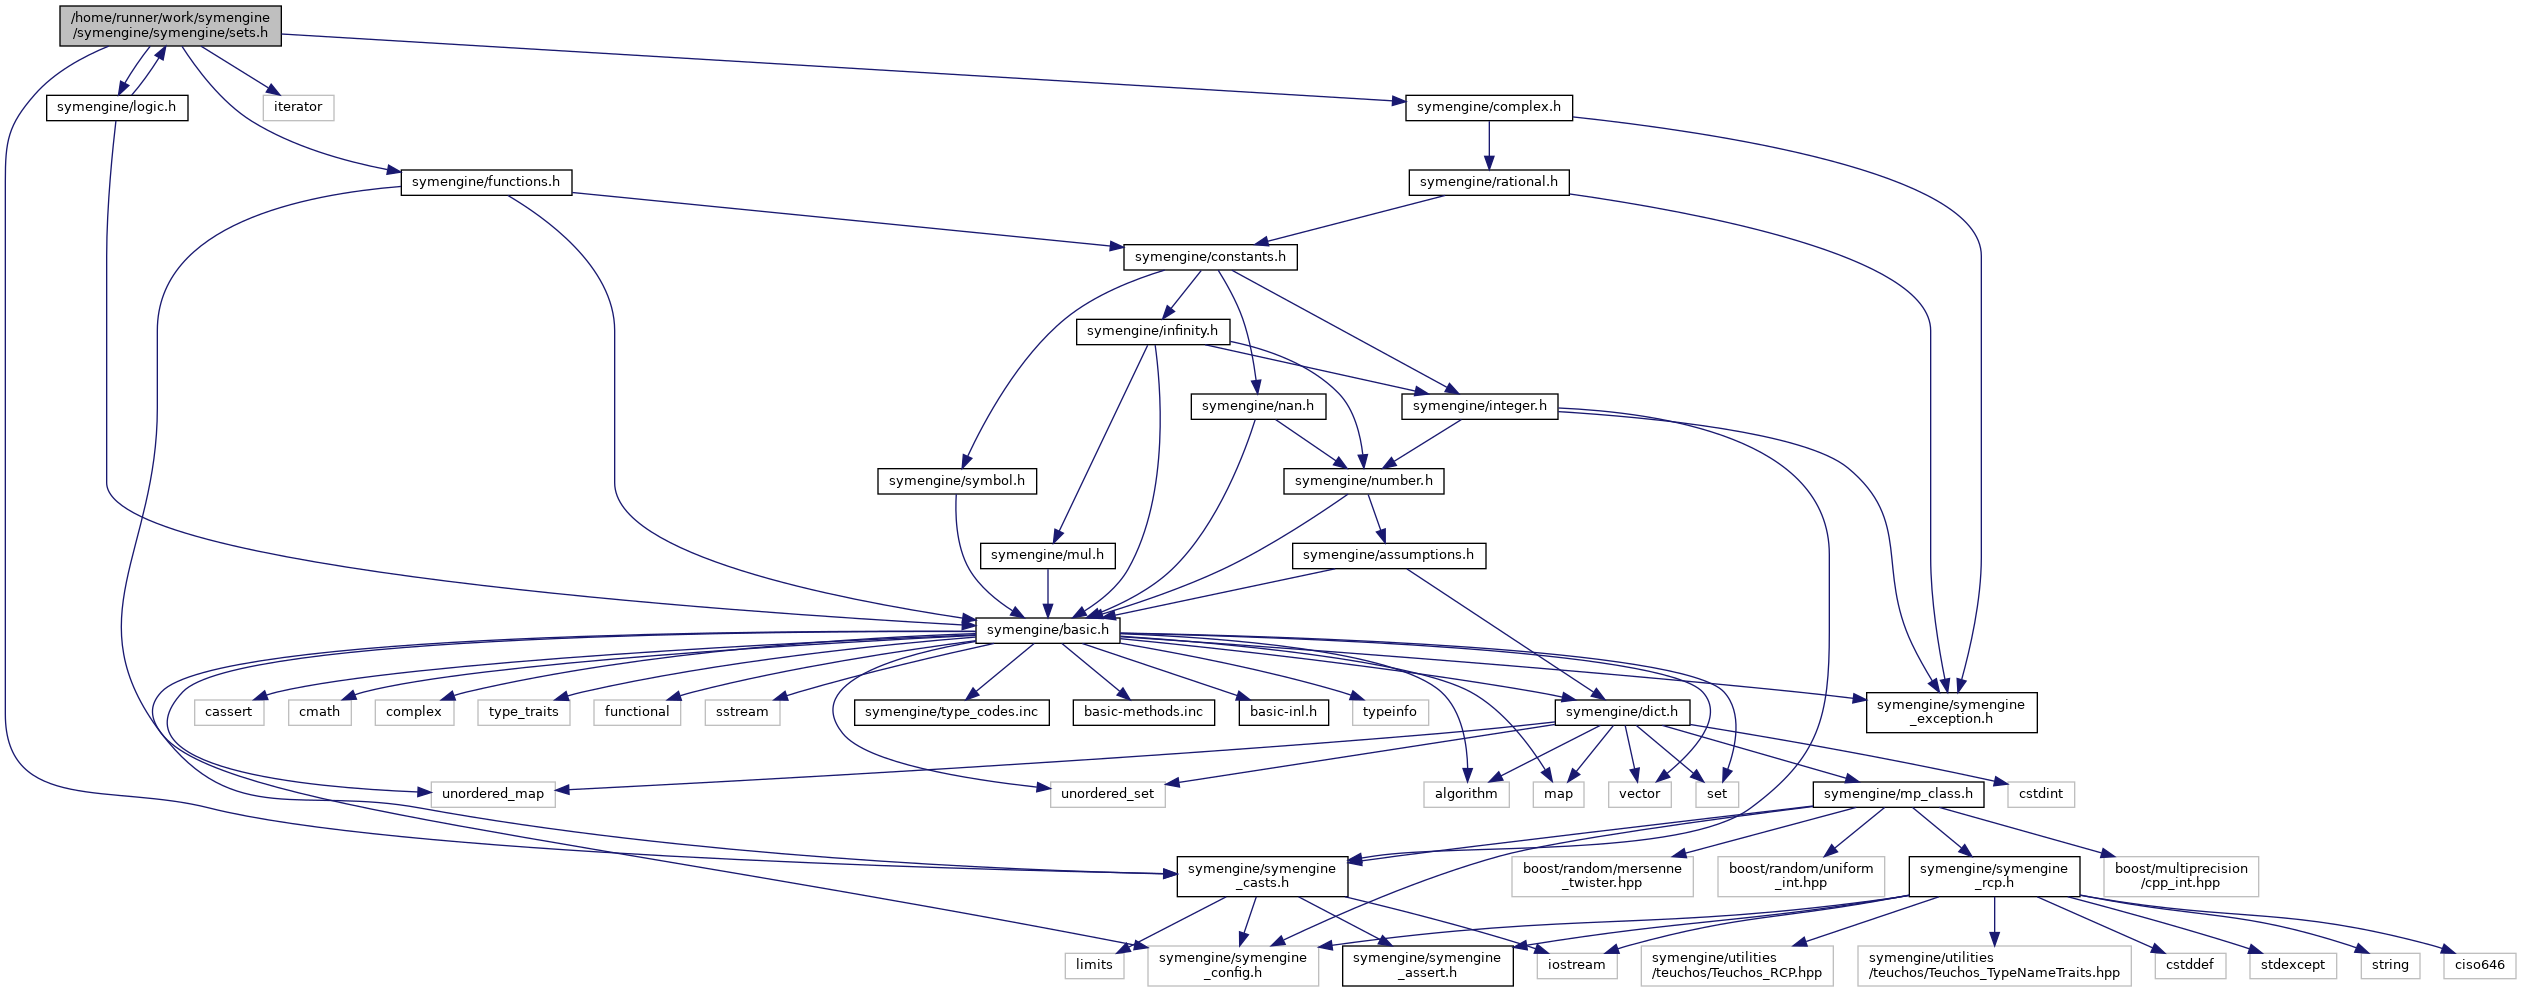 /home/runner/work/symengine
/symengine/symengine/sets.h
symengine/logic.h
iterator
symengine/complex.h
symengine/functions.h
symengine/rational.h
symengine/constants.h
symengine/infinity.h
symengine/nan.h
symengine/integer.h
symengine/symbol.h
symengine/number.h
symengine/mul.h
symengine/assumptions.h
symengine/basic.h
cassert
cmath
complex
type_traits
functional
sstream
symengine/type_codes.inc
basic-methods.inc
basic-inl.h
typeinfo
symengine/dict.h
symengine/symengine
_exception.h
unordered_map
unordered_set
algorithm
map
vector
set
symengine/mp_class.h
cstdint
symengine/symengine
_casts.h
boost/random/mersenne
_twister.hpp
boost/random/uniform
_int.hpp
symengine/symengine
_rcp.h
boost/multiprecision
/cpp_int.hpp
limits
symengine/symengine
_config.h
symengine/symengine
_assert.h
iostream
symengine/utilities
/teuchos/Teuchos_RCP.hpp
symengine/utilities
/teuchos/Teuchos_TypeNameTraits.hpp
cstddef
stdexcept
string
ciso646